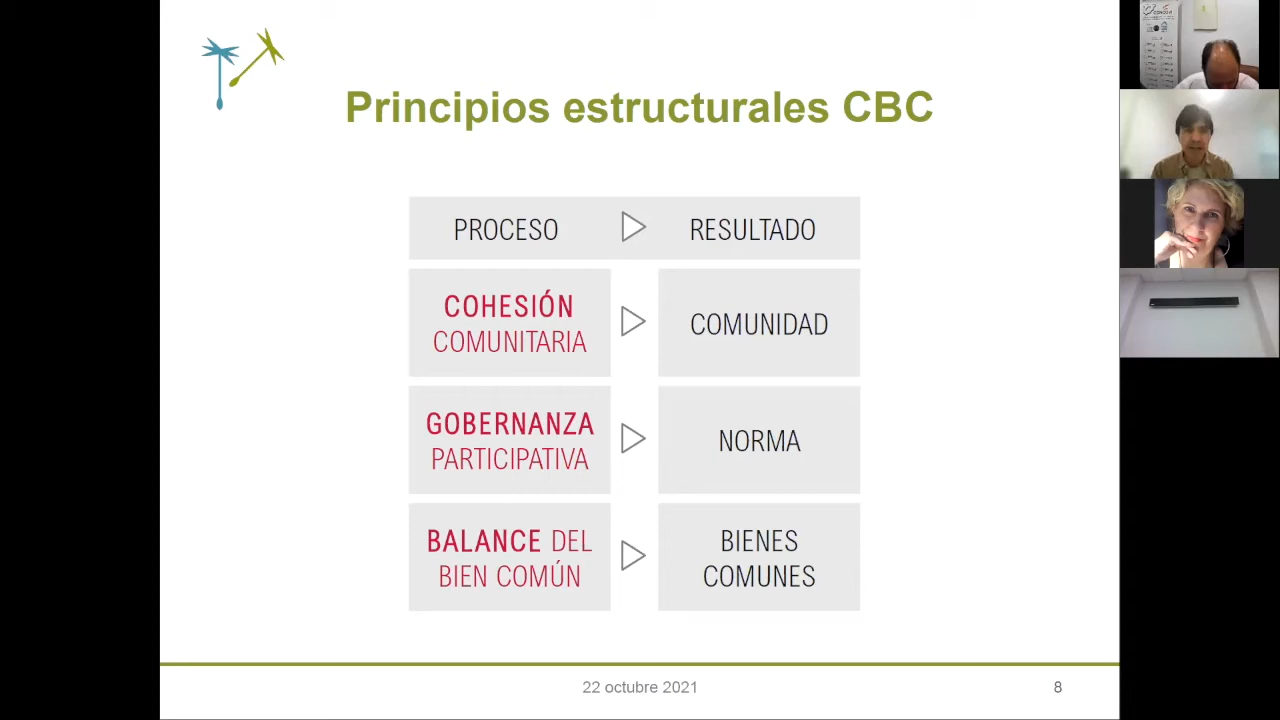 Principios estructurales CBC
PROCESO
RESULTADO
COHESIÓN
COMUNITARIA
COMUNIDAD
GOBERNANZA
PARTICIPATIVA
NORMA
BALANCE DEL
BIEN COMÚN
BIENES
COMUNES
22 octubre 2021
8